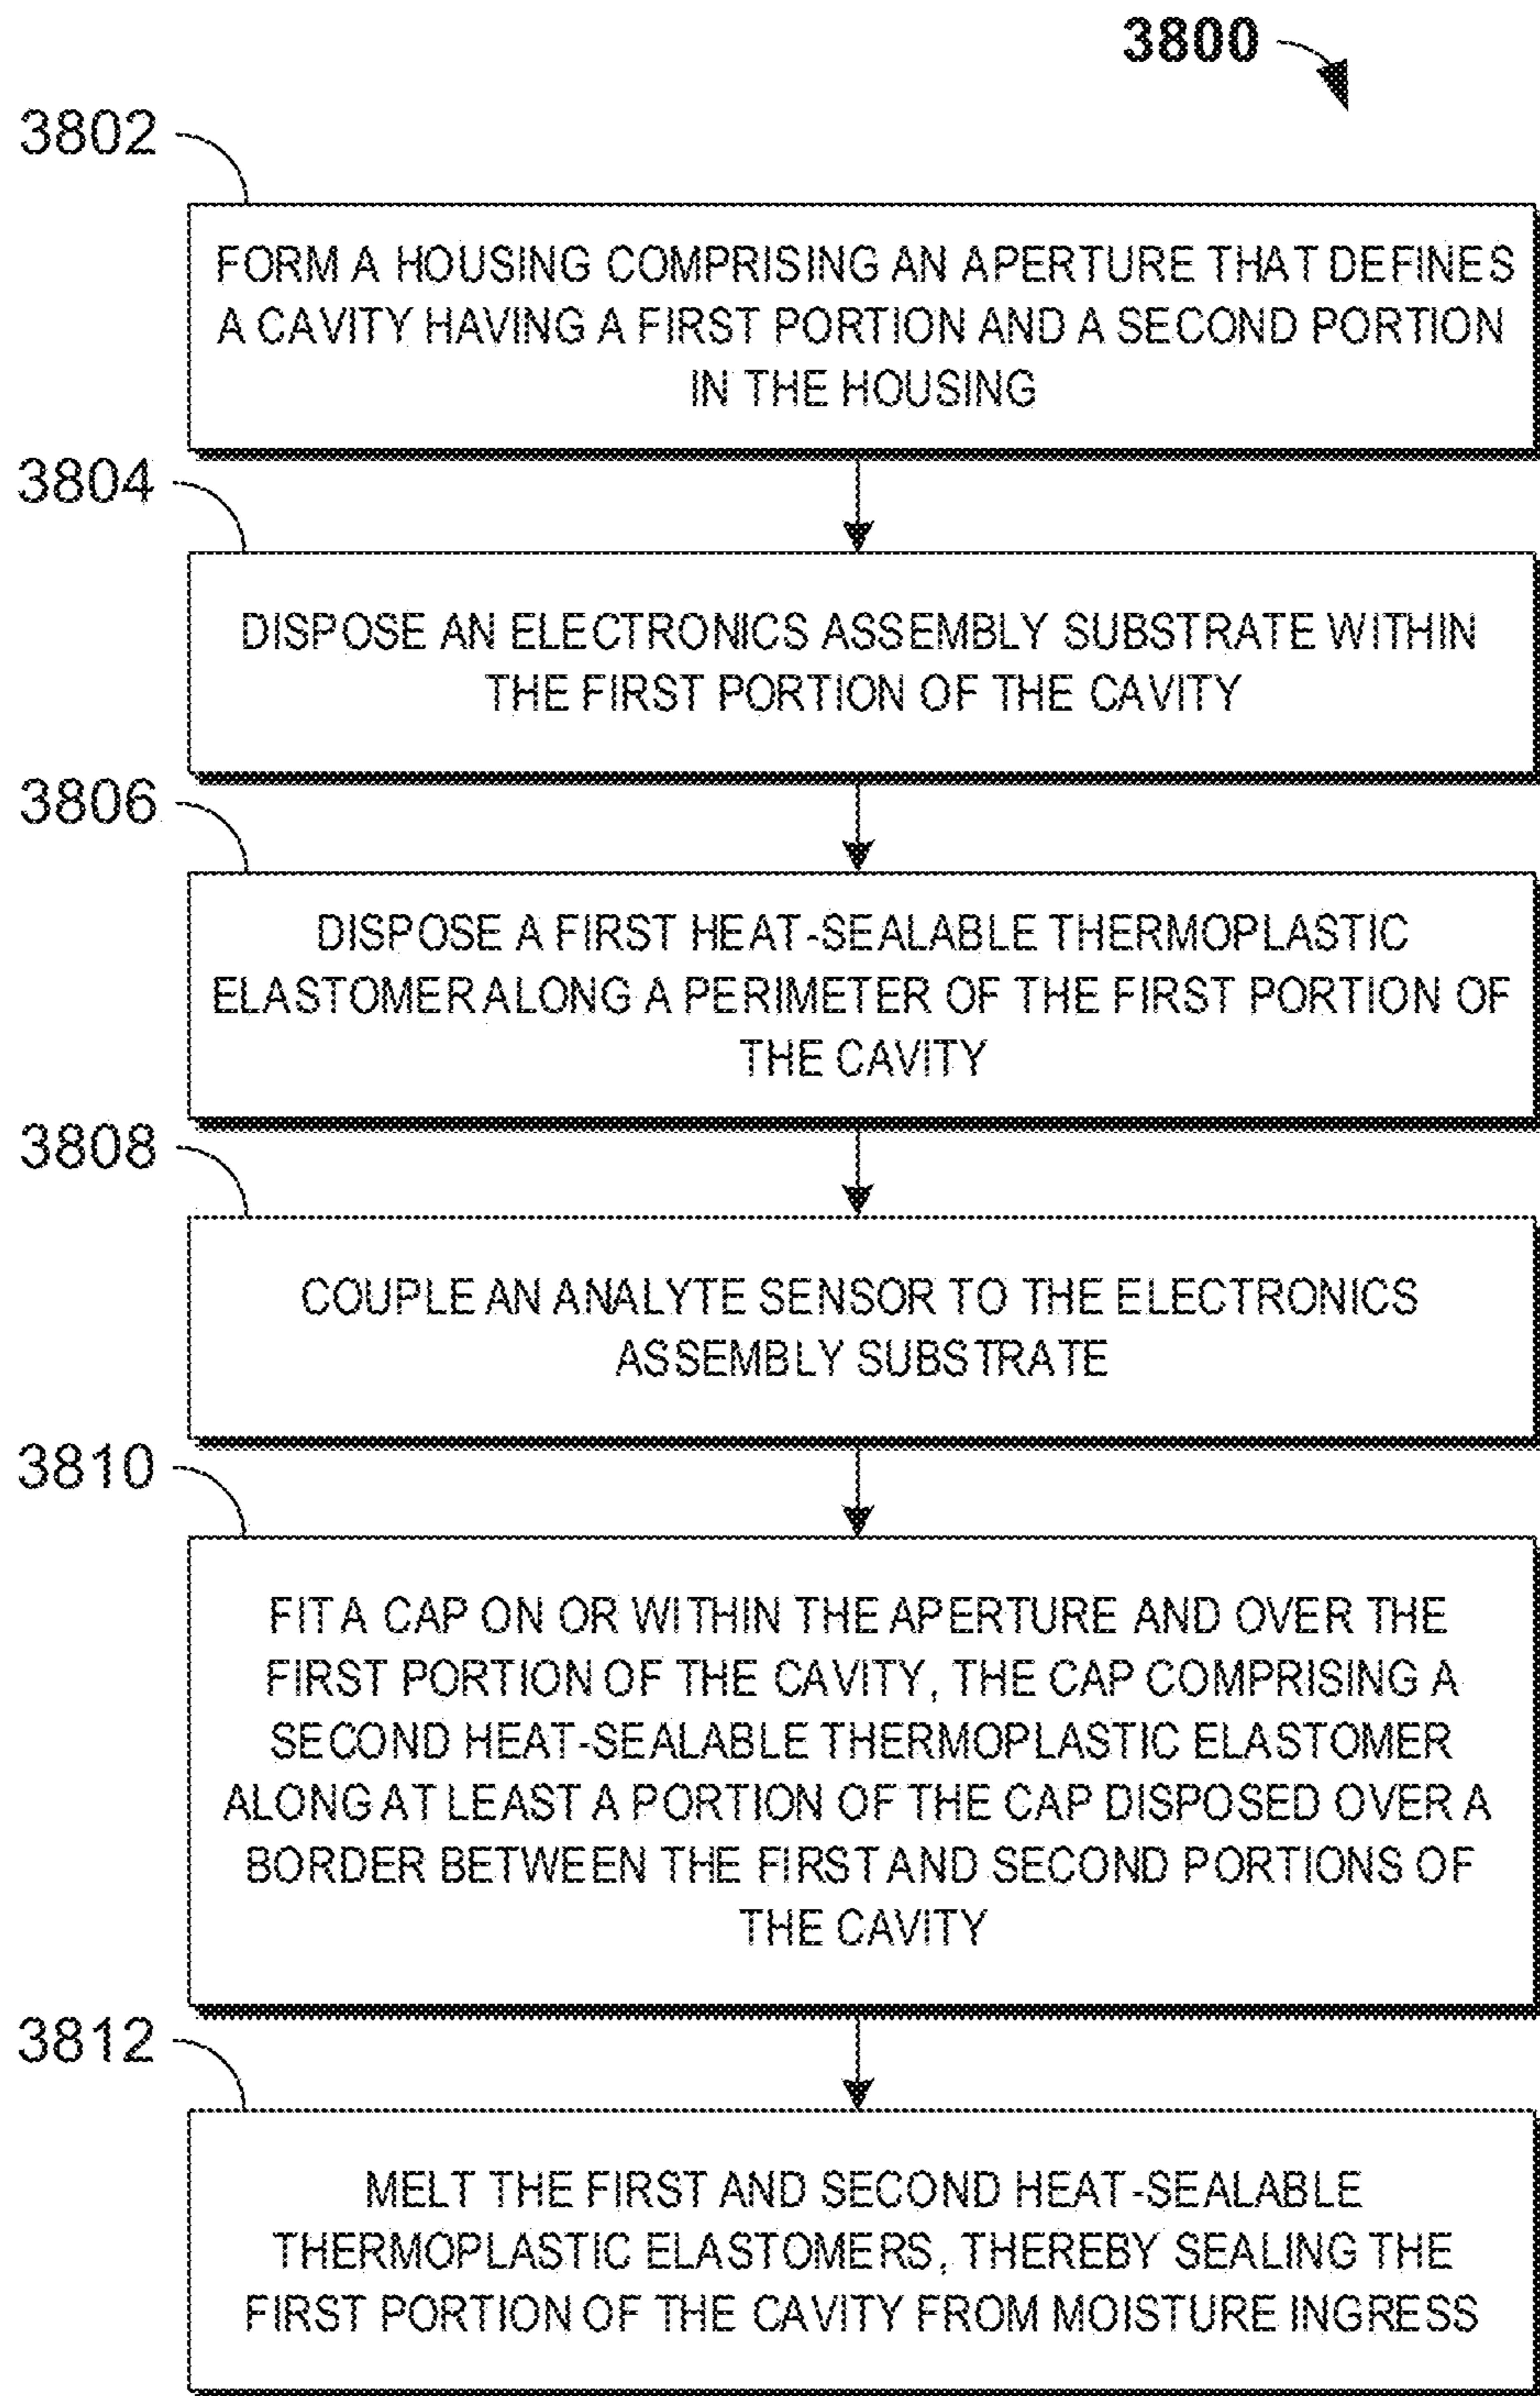 3800
3802
FORM A HOUSING COMPRISING AN APERTURE THAT DEFINES
A CAVITY HAVING A FIRST PORTION AND A SECOND PORTION
IN THE HOUSING
3804
DISPOSE AN ELECTRONICS ASSEMBLY SUBSTRATE WITHIN
THE FIRST PORTION OF THE CAVITY
3806
DISPOSE A FIRST HEAT-SEALABLE THERMOPLASTIC
ELASTOMER ALONG A PERIMETER OF THE FIRST PORTION OF
THE CAVITY
3808
COUPLE AN ANALYTE SENSOR TO THE ELECTRONICS
ASSEMBLY SUBSTRATE
3810
FIT A CAP ON OR WITHIN THE APERTURE AND OVER THE
FIRST PORTION OF THE CAVITY, THE CAP COMPRISING A
SECOND HEAT-SEALABLE THERMOPLASTIC ELASTOMER
ALONG AT LEAST A PORTION OF THE CAP DISPOSED OVER A
BORDER BETWEEN THE FIRST AND SECOND PORTIONS OF
THE CAVITY
3812
MELT THE FIRST AND SECOND HEAT-SEALABLE
THERMOPLASTIC ELASTOMERS, THEREBY SEALING THE
FIRST PORTION OF THE CAVITY FROM MOISTURE INGRESS